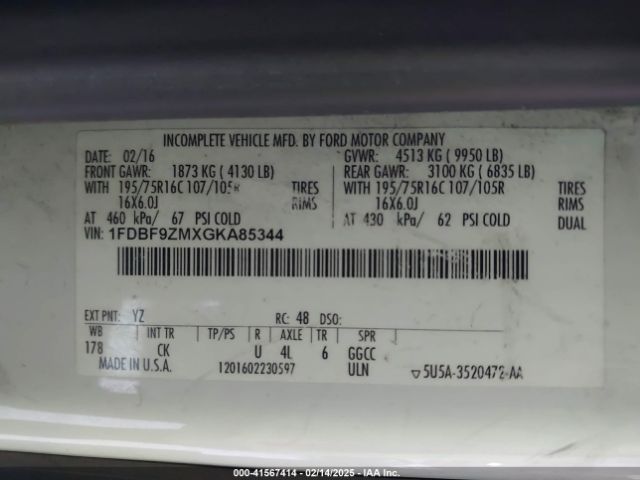 INCOMPLETE VEHICLE MFD. BY FORD MOTOR COMPANY
DATE: 02/16 GVWR: 4513 KG ( 9950 LB)
FRONT GAWR: 1873 KG ( 4130 LB) REAR GAWR: 3100 KG ( 6835 LB)
WITH 195/75R16C 107/105R TIRES WITH 195/75R16C 107/105R TIRES
16X6.0J RIMS 16X6.0J RIMS
AT 460 kPa/ 67 PSI COLD AT 430 kPa/ 62 PSI COLD DUAL
VIN: 1FDBF9ZMXGKA85344
EXT PNT: YZ RC: 48 DSO:
WB INT TR TP/PS R AXLE TR SPR
178 CK U 4L 6 GGCC
MADE IN U.S.A. 1201602230597 ULN ▽5U5A-3520472-AA
000-41567414 - 02/14/2025 - IAAHoldings, LLC